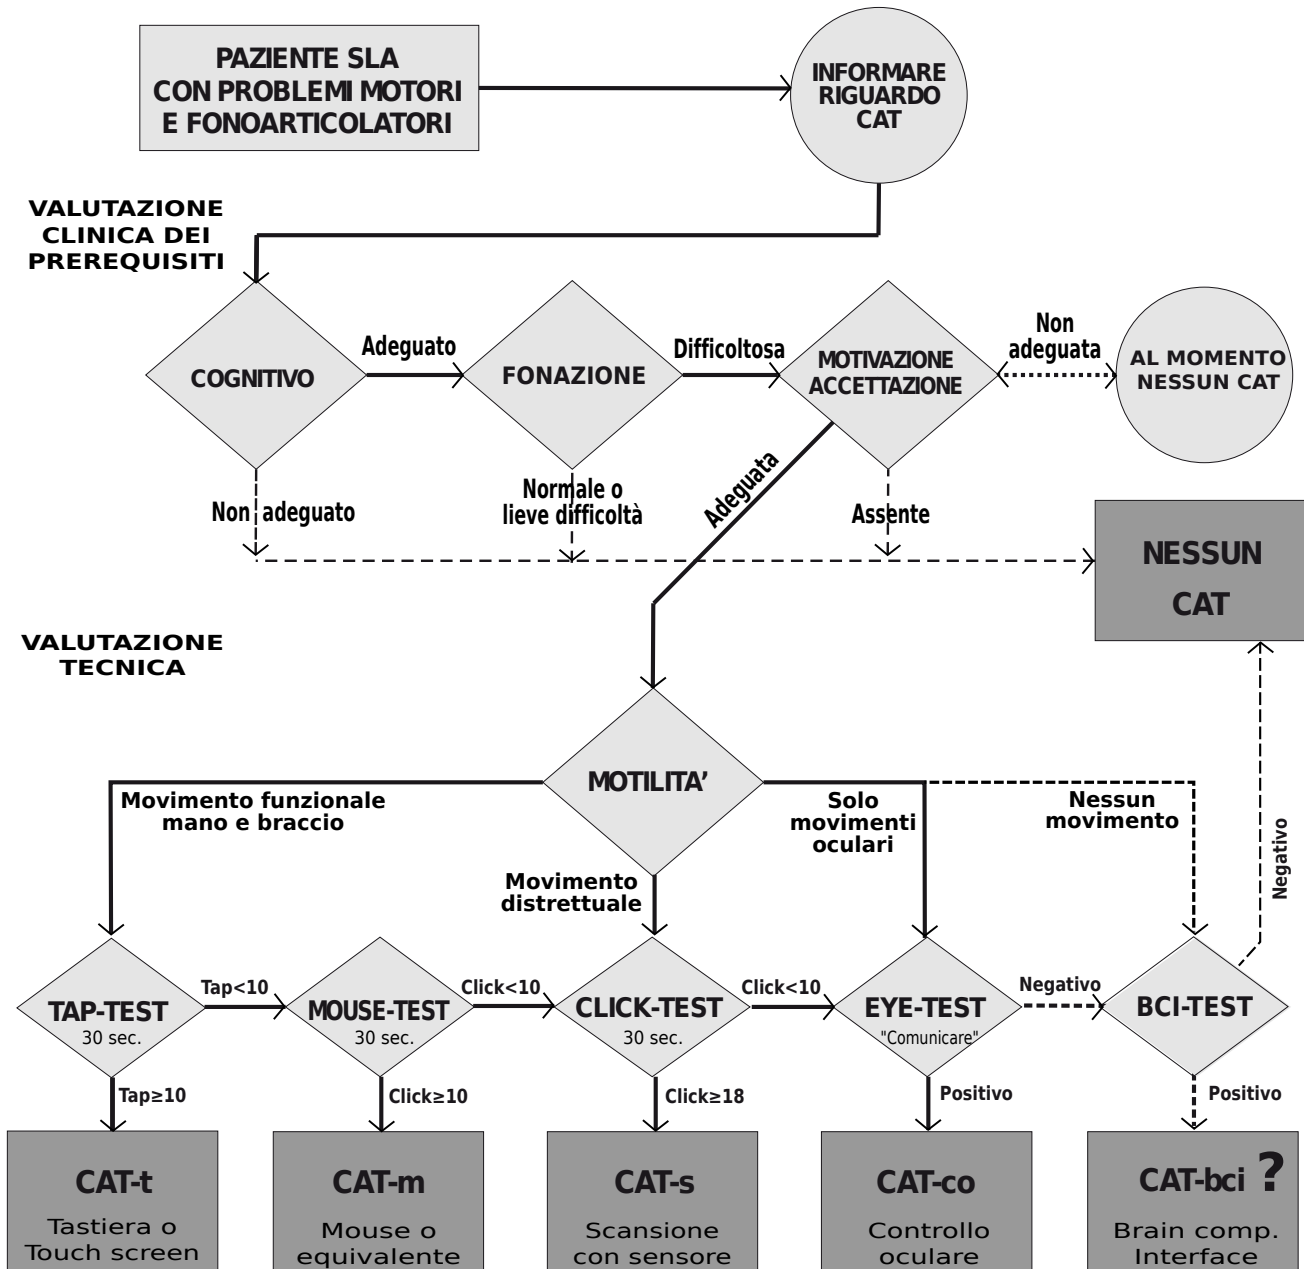 PAZIENTE SLA
CON PROBLEMI MOTORI
E FONOARTICOLATORI
INFORMARE
RIGUARDO
CAT
VALUTAZIONE
CLINICA DEI
PREREQUISITI
COGNITIVO
Adeguato
FONAZIONE
Difficoltosa
MOTIVAZIONE
ACCETTAZIONE
Non
adeguata
AL MOMENTO
NESSUN CAT
Non adeguato
Normale o
lieve difficoltà
Adeguata
Assente
NESSUN
CAT
VALUTAZIONE
TECNICA
MOTILITA’
Movimento funzionale
mano e braccio
Movimento
distrettuale
Solo
movimenti
oculari
Nessun
movimento
Negativo
TAP-TEST
30 sec.
Tap<10
MOUSE-TEST
30 sec.
Click<10
CLICK-TEST
30 sec.
Click<10
EYE-TEST
"Comunicare"
Negativo
BCI-TEST
Tap≥10
Click≥10
Click≥18
Positivo
Positivo
CAT-t
Tastiera o
Touch screen
CAT-m
Mouse o
equivalente
CAT-s
Scansione
con sensore
CAT-co
Controllo
oculare
CAT-bci ?
Brain comp.
Interface